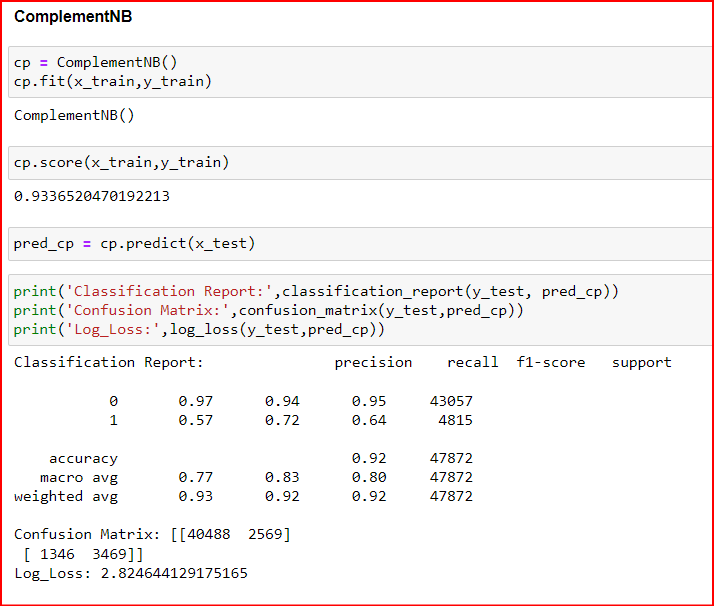 ComplementNB
cp = ComplementNB()
cp.fit(x_train,y_train)
ComplementNB()
cp.score(x_train,y_train)
0.9336520470192213
pred_cp = cp.predict(x_test)
print('Classification Report:',classification_report(y_test, pred_cp))
print('Confusion Matrix:',confusion_matrix(y_test,pred_cp))
print('Log_Loss:',log_loss(y_test,pred_cp))
Classification Report:               precision    recall  f1-score   support
           0       0.97      0.94      0.95     43057
           1       0.57      0.72      0.64      4815
    accuracy                           0.92     47872
   macro avg       0.77      0.83      0.80     47872
weighted avg       0.93      0.92      0.92     47872
Confusion Matrix: [[40488  2569]
 [ 1346  3469]]
Log_Loss: 2.824644129175165